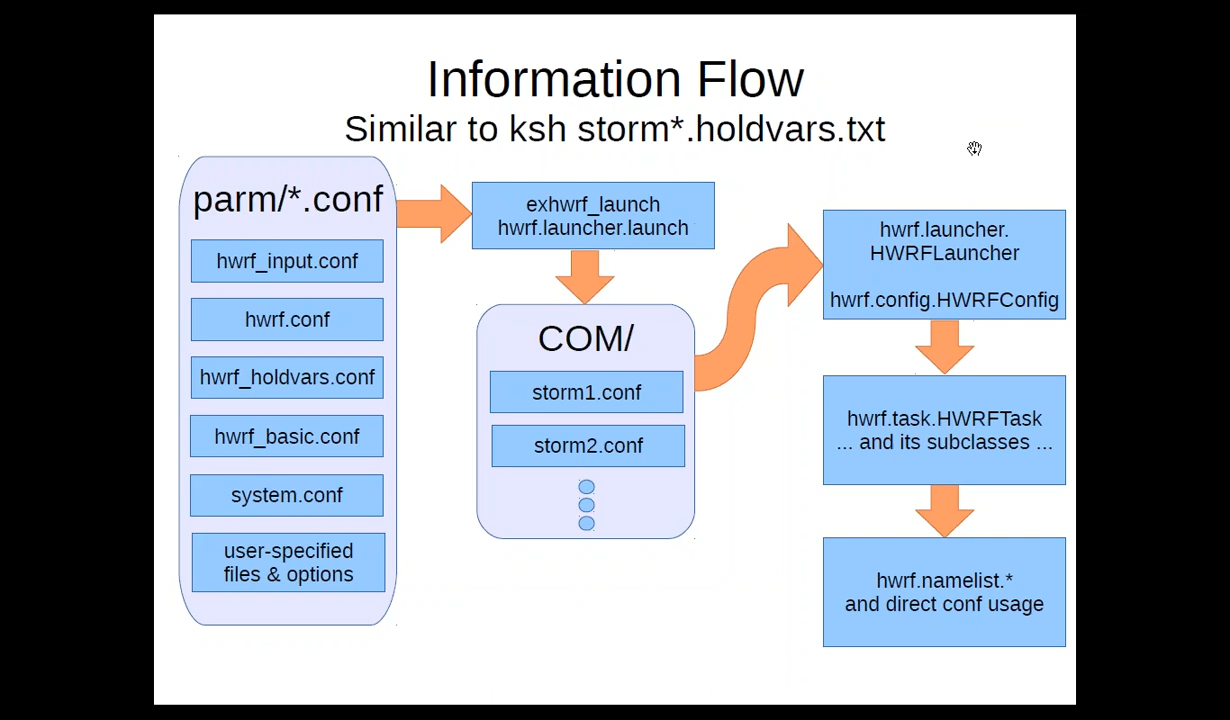 Information Flow
Similar to ksh storm*.holdvars.txt
parm/*.conf
hwrf_input.conf
hwrf.conf
hwrf_holdvars.conf
hwrf_basic.conf
system.conf
user-specified
files & options
exhwrf_launch
hwrf.launcher.launch
COM/
storm1.conf
storm2.conf
hwrf.launcher.
HWRFLauncher
hwrf.config.HWRFConfig
hwrf.task.HWRFTask
... and its subclasses ...
hwrf.namelist.*
and direct conf usage